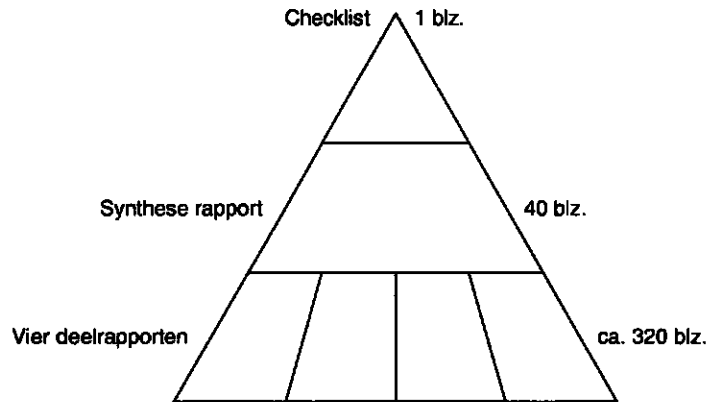 Checklist 1 blz.
Synthese rapport 40 blz.
Vier deelrapporten ca. 320 blz.